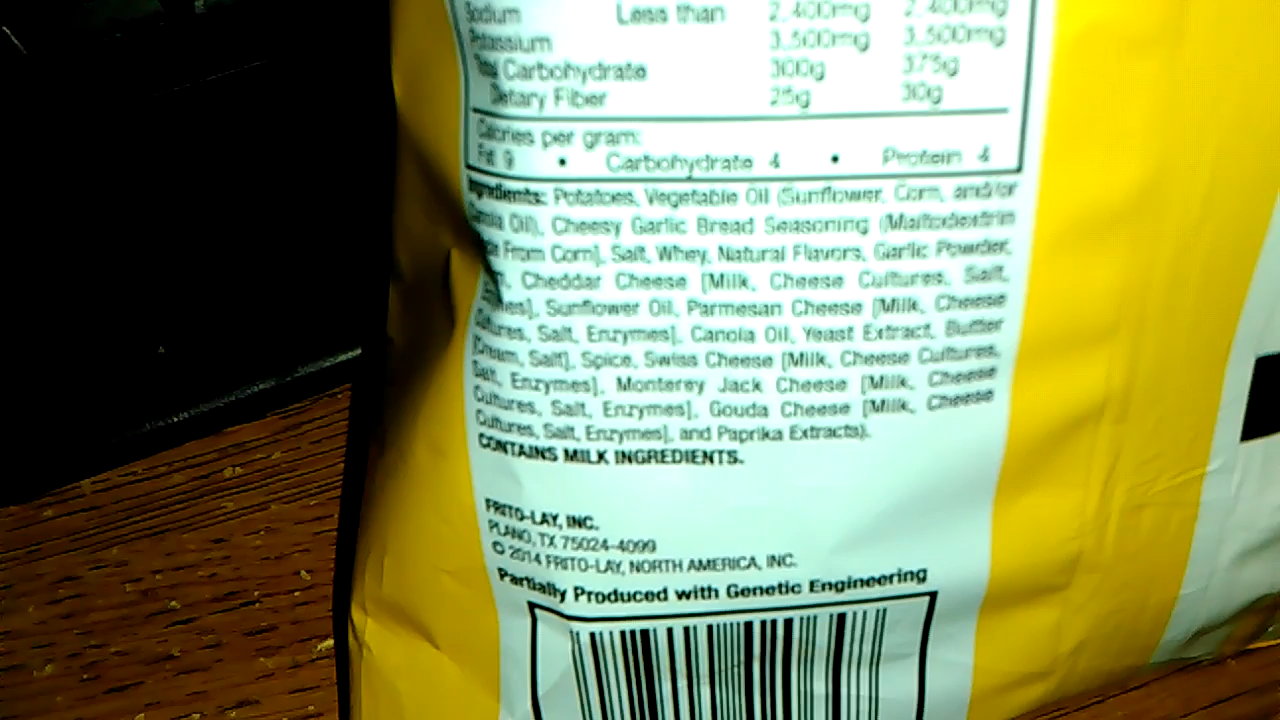 Sodium Less than 2,400mg 2,400mg
Potassium 3,500mg 3,500mg
Total Carbohydrate 300g 375g
Dietary Fiber 25g 30g
Calories per gram:
Fat 9 • Carbohydrate 4 • Protein 4
Ingredients: Potatoes, Vegetable Oil (Sunflower, Corn, and/or
Canola Oil), Cheesy Garlic Bread Seasoning (Maltodextrin
From Corn], Salt, Whey, Natural Flavors, Garlic Powder,
Cheddar Cheese [Milk, Cheese Cultures, Salt,
Enzymes], Sunflower Oil, Parmesan Cheese [Milk, Cheese
Cultures, Salt, Enzymes], Canola Oil, Yeast Extract, Butter
[Cream, Salt], Spice, Swiss Cheese [Milk, Cheese Cultures,
Salt, Enzymes], Monterey Jack Cheese [Milk, Cheese
Cultures, Salt, Enzymes], Gouda Cheese [Milk, Cheese
Cultures, Salt, Enzymes], and Paprika Extracts).
CONTAINS MILK INGREDIENTS.
FRITO-LAY, INC.
PLANO, TX 75024-4099
© 2014 FRITO-LAY, NORTH AMERICA, INC.
Partially Produced with Genetic Engineering